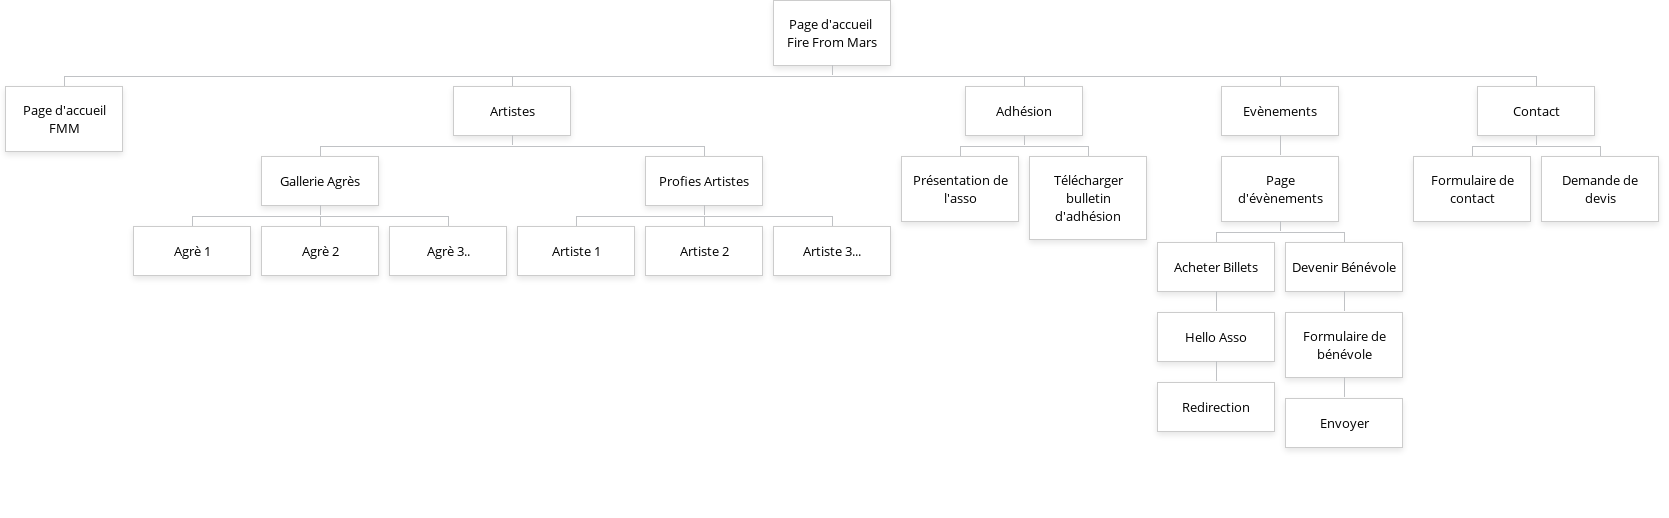 Page d'accueil
Fire From Mars
Page d'accueil
FMM
Artistes
Adhésion
Evènements
Contact
Gallerie Agrès
Profies Artistes
Présentation de
l'asso
Télécharger
bulletin
d'adhésion
Page
d'évènements
Formulaire de
contact
Demande de
devis
Agrè 1
Agrè 2
Agrè 3..
Artiste 1
Artiste 2
Artiste 3...
Acheter Billets
Devenir Bénévole
Hello Asso
Formulaire de
bénévole
Redirection
Envoyer